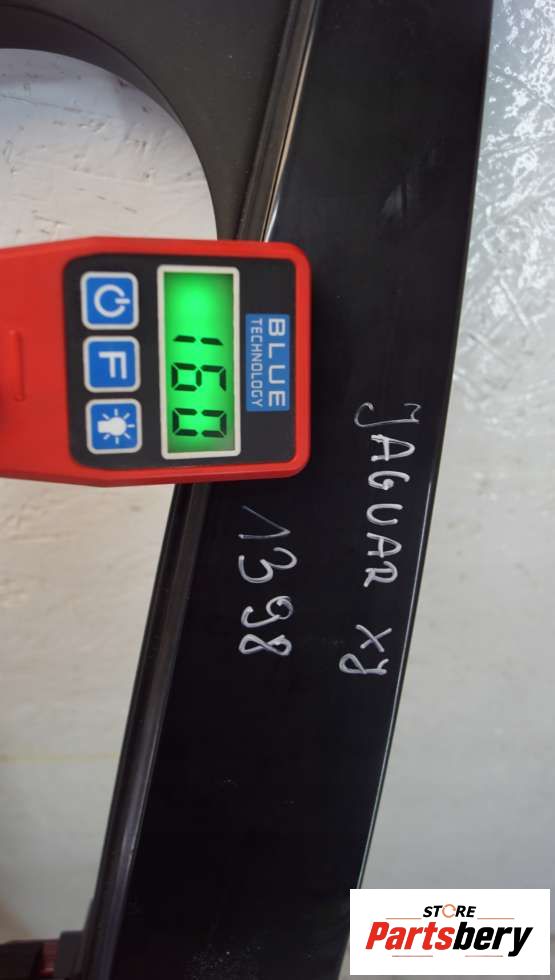 BLUE
TECHNOLOGY
160
F
JAGUAR XJ
1398
STORE
Partsbery